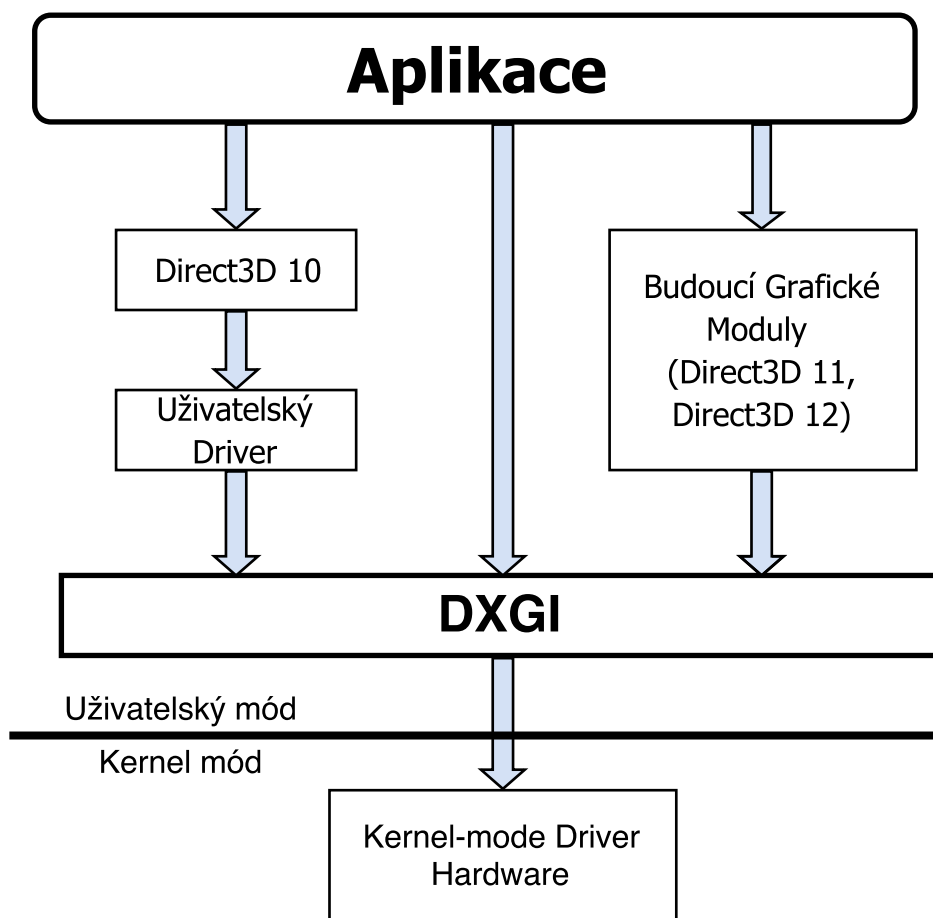 Aplikace
Direct3D 10
Uživatelský
Driver
Budoucí Grafické
Moduly
(Direct3D 11,
Direct3D 12)
DXGI
Uživatelský mód
Kernel mód
Kernel-mode Driver
Hardware